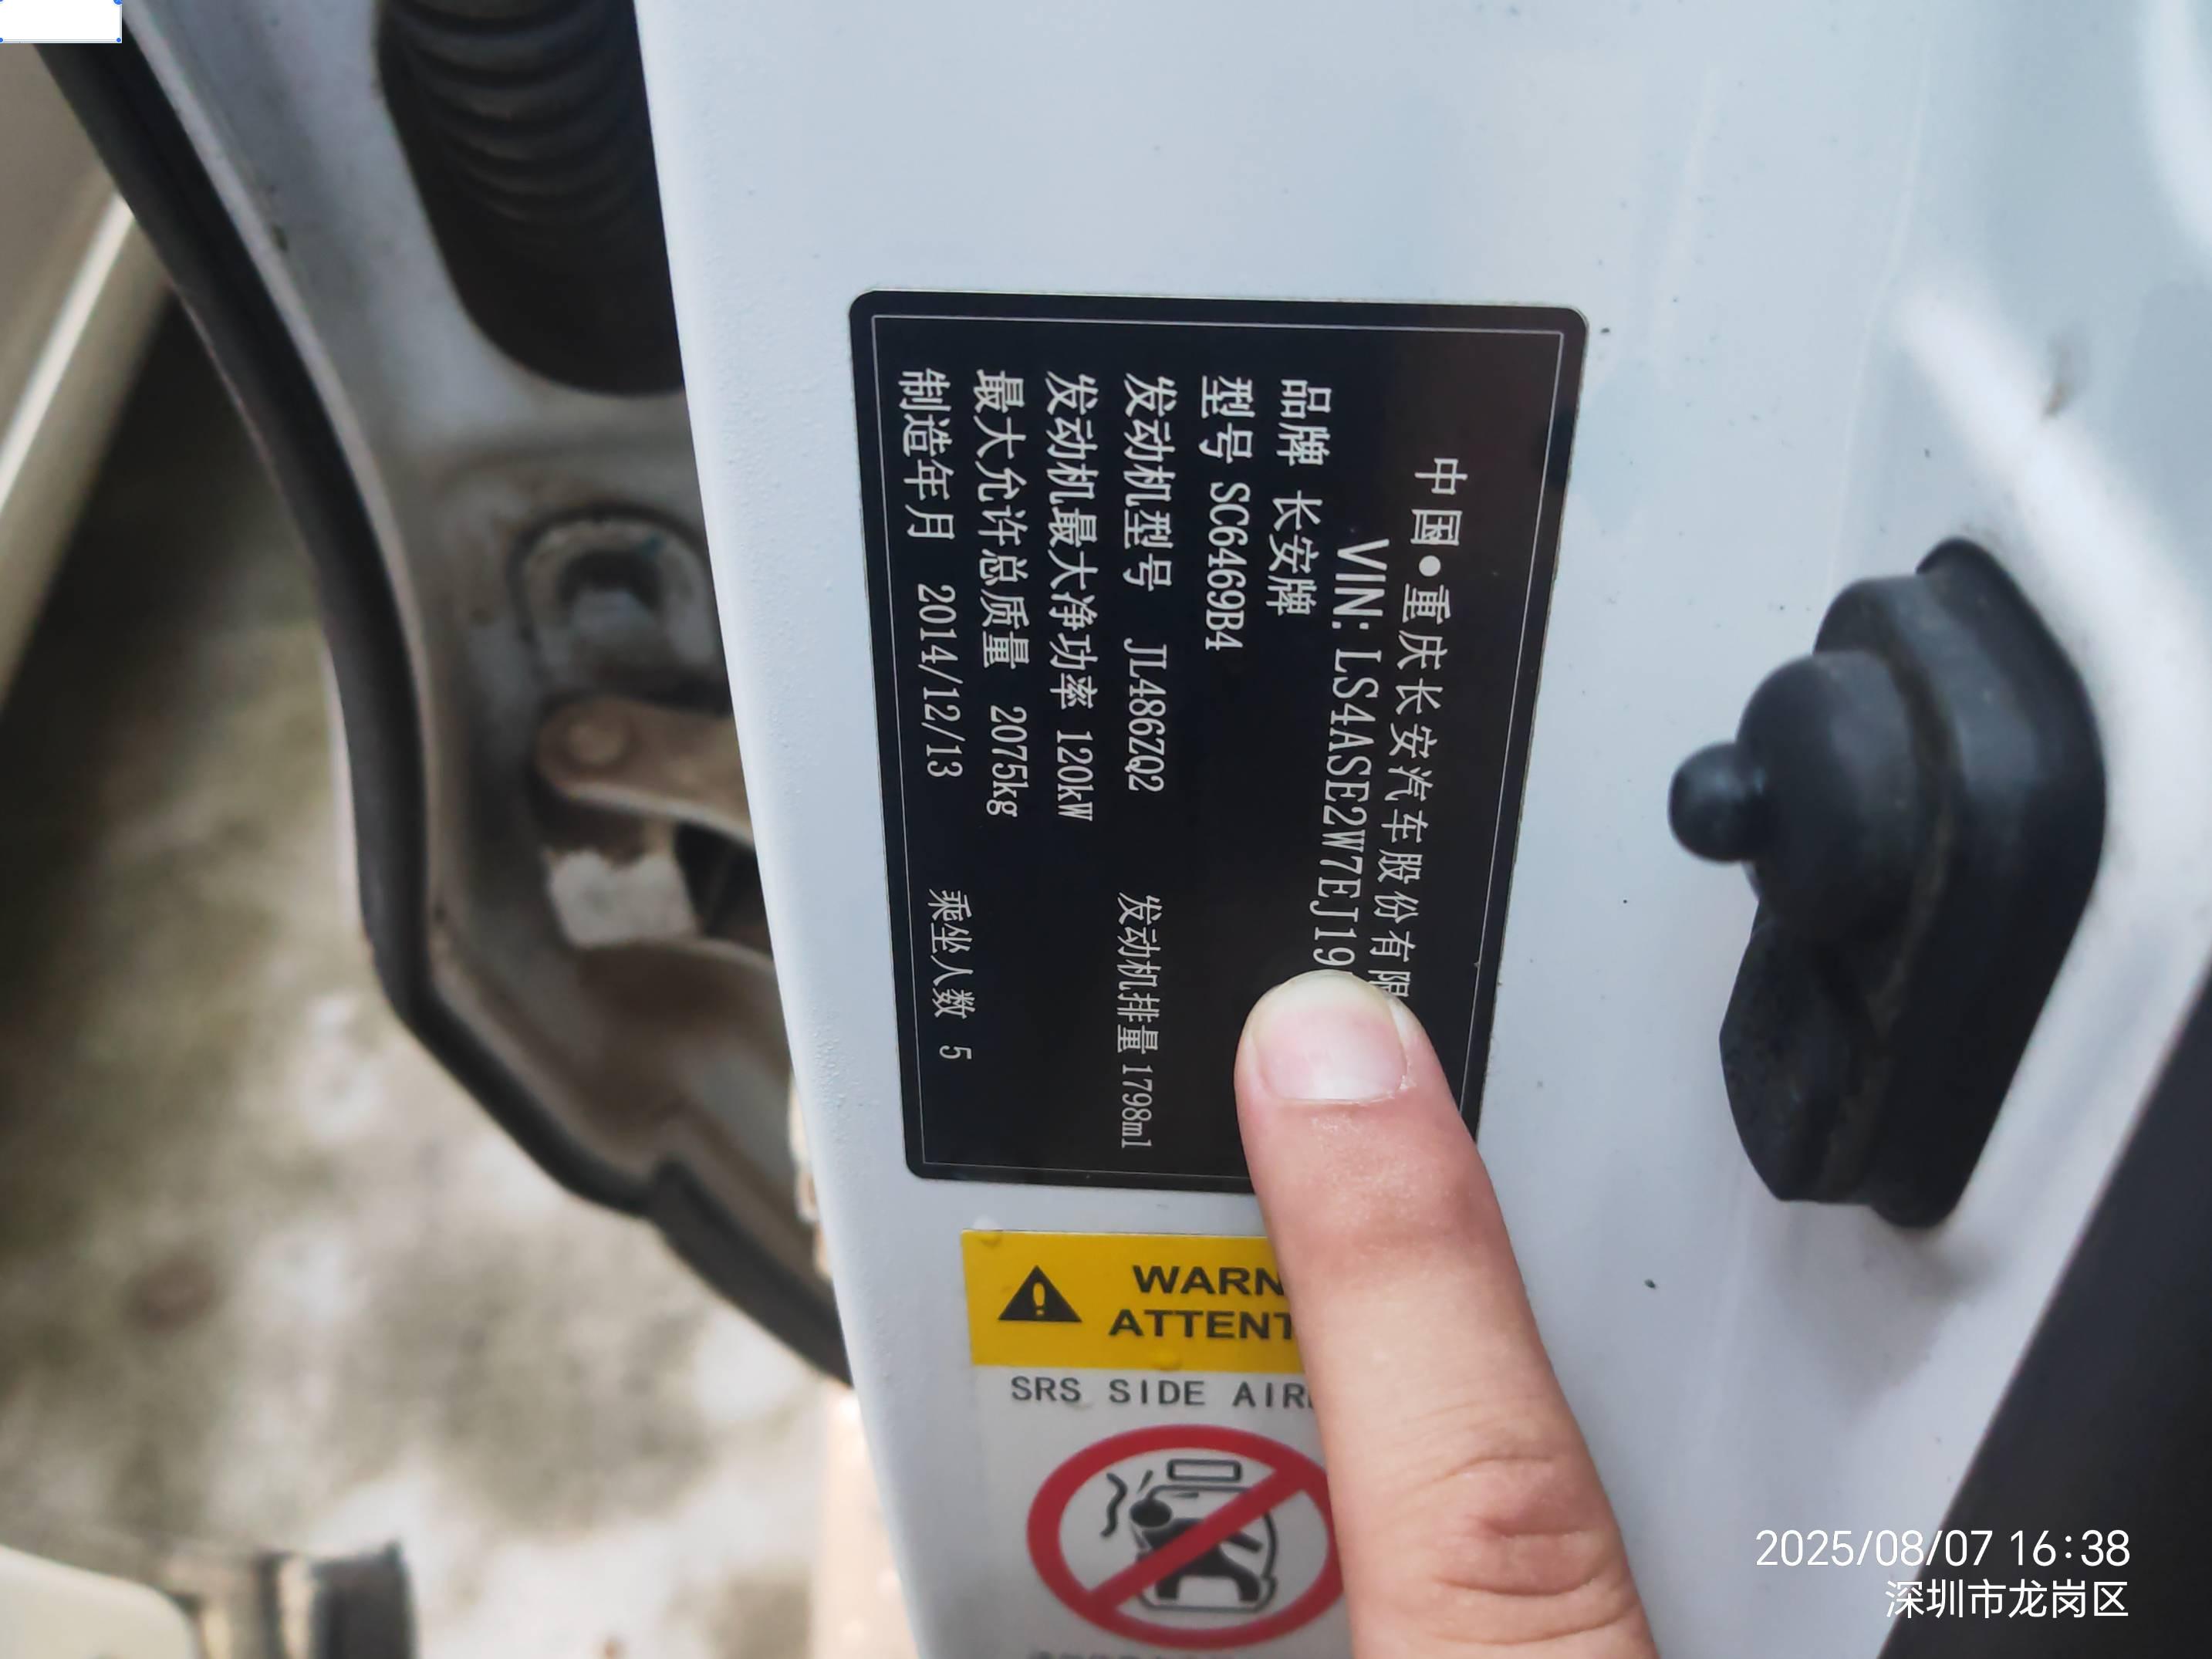 中国•重庆长安汽车股份有限
VIN: LS4ASE2W7EJ19
品牌 长安牌
型号 SC6469B4
发动机型号 JL486ZQ2 发动机排量 1798ml
发动机最大净功率 120kW
最大允许总质量 2075kg
制造年月 2014/12/13 乘坐人数 5
WARN
ATTENT
SRS SIDE AIR
2025/08/07 16:38
深圳市龙岗区